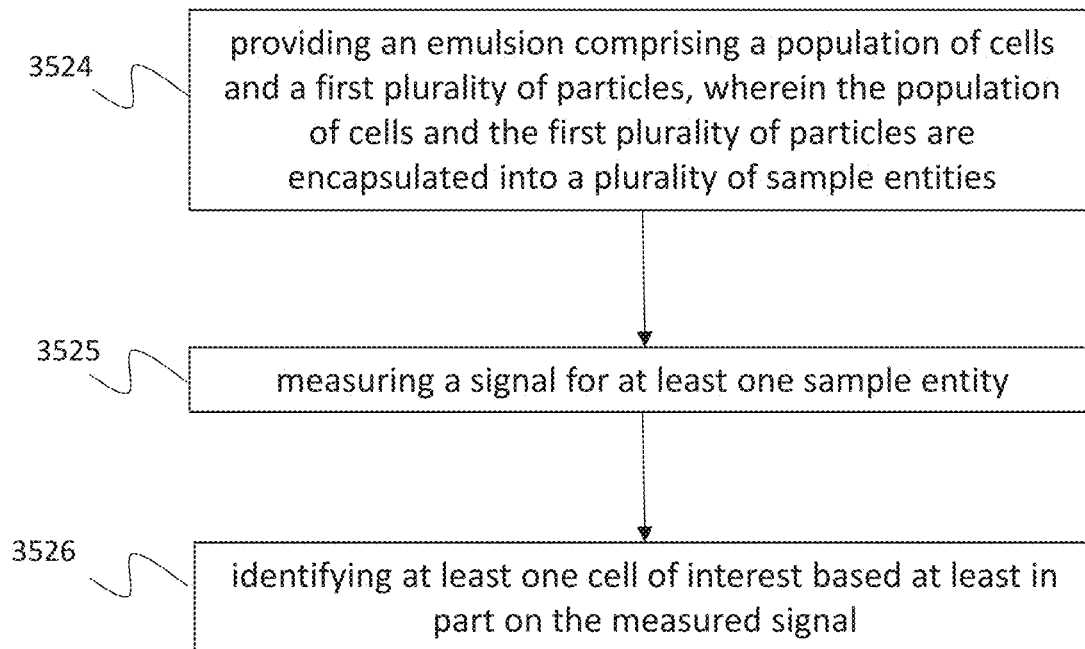 3524
providing an emulsion comprising a population of cells
and a first plurality of particles, wherein the population
of cells and the first plurality of particles are
encapsulated into a plurality of sample entities
3525
measuring a signal for at least one sample entity
3526
identifying at least one cell of interest based at least in
part on the measured signal